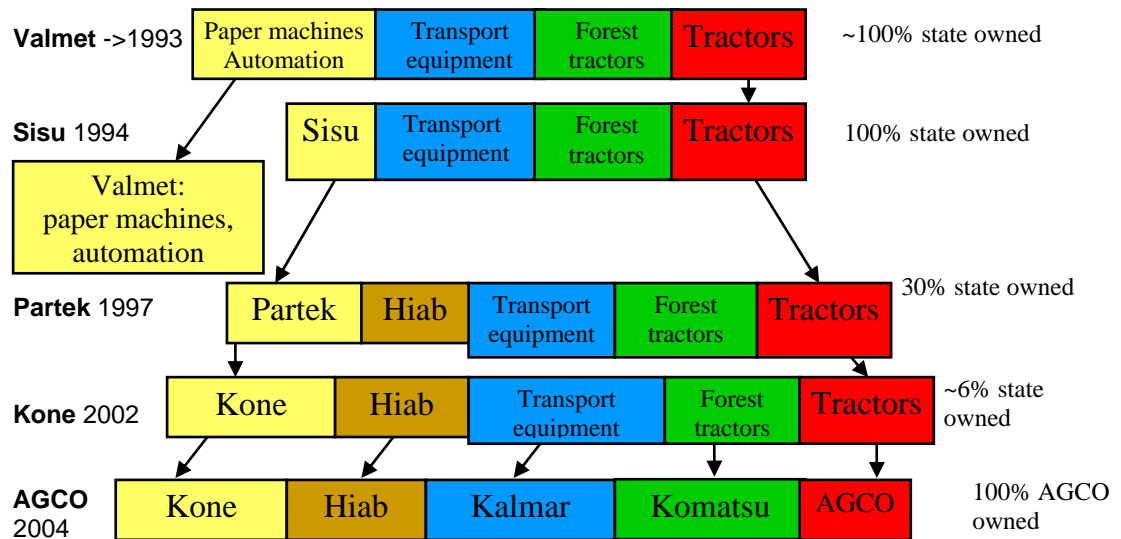 Valmet ->1993
Paper machines
Automation
Transport
equipment
Forest
tractors
Tractors
~100% state owned
Sisu 1994
Sisu
Transport
equipment
Forest
tractors
Tractors
100% state owned
Valmet:
paper machines,
automation
Partek 1997
Partek
Hiab
Transport
equipment
Forest
tractors
Tractors
30% state owned
Kone 2002
Kone
Hiab
Transport
equipment
Forest
tractors
Tractors
~6% state
owned
AGCO
2004
Kone
Hiab
Kalmar
Komatsu
AGCO
100% AGCO
owned